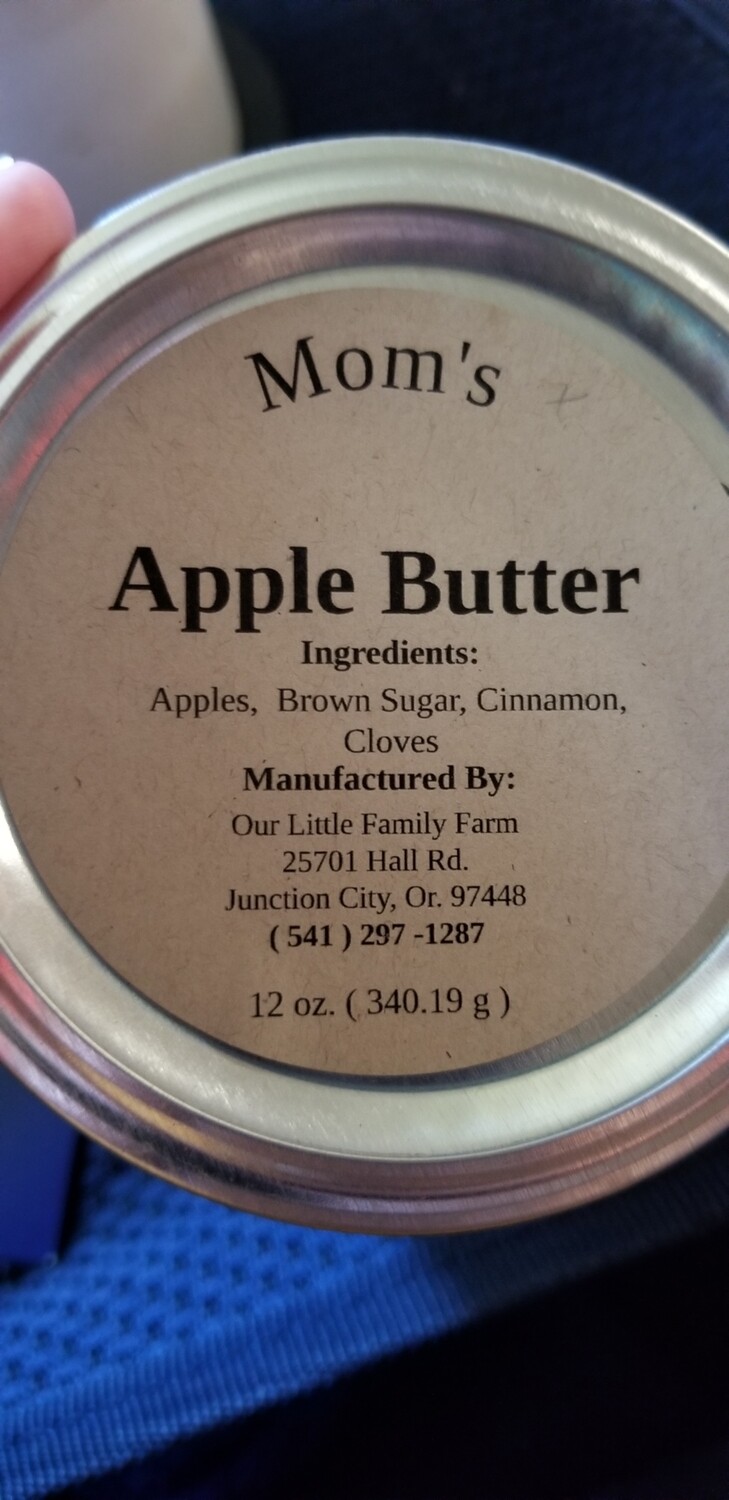 Mom's
Apple Butter
Ingredients:
Apples,  Brown Sugar, Cinnamon,
Cloves
Manufactured By:
Our Little Family Farm
25701 Hall Rd.
Junction City, Or. 97448
( 541 ) 297 -1287
12 oz. ( 340.19 g )